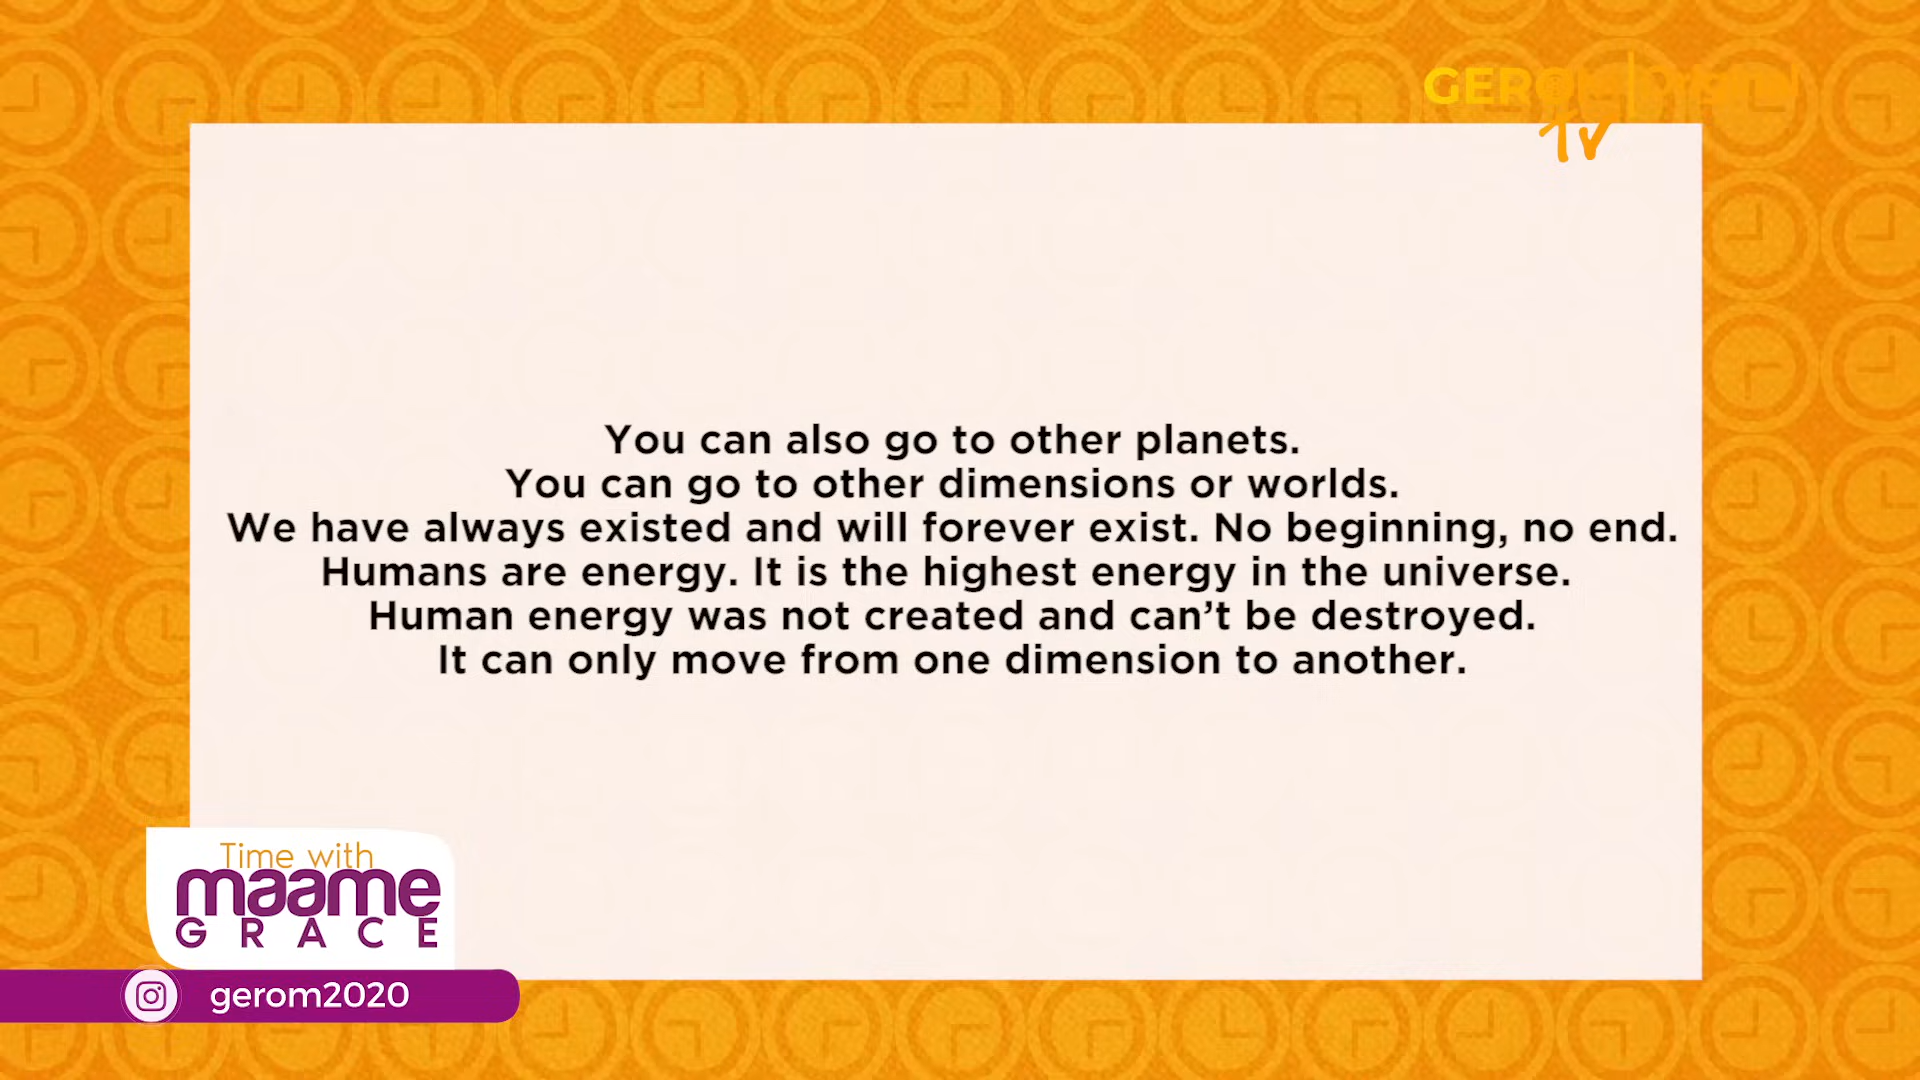 GEROM
TV
You can also go to other planets.
You can go to other dimensions or worlds.
We have always existed and will forever exist. No beginning, no end.
Humans are energy. It is the highest energy in the universe.
Human energy was not created and can’t be destroyed.
It can only move from one dimension to another.
Time with
maame
GRACE
gerom2020